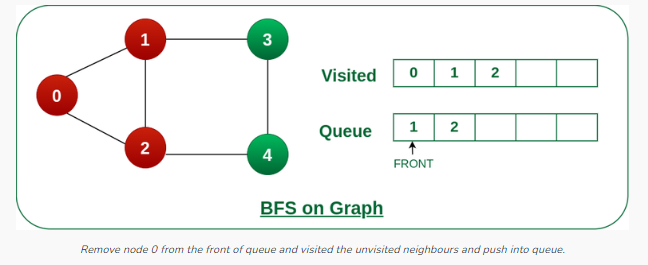 1
3
0
2
4
Visited 0 1 2
Queue 1 2
FRONT
BFS on Graph
Remove node 0 from the front of queue and visited the unvisited neighbours and push into queue.